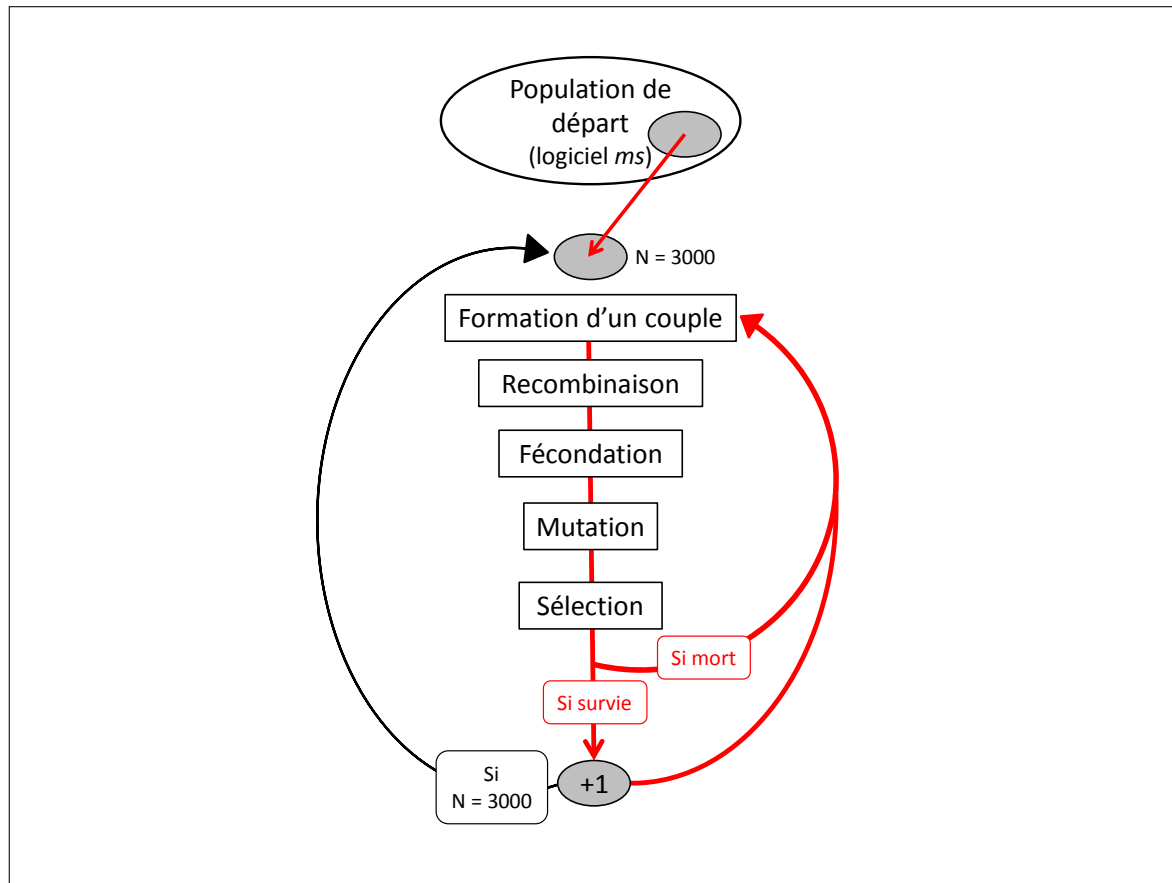 Population de
départ
(logiciel ms)
N = 3000
Formation d’un couple
Recombinaison
Fécondation
Mutation
Sélection
Si mort
Si survie
+1
Si
N = 3000